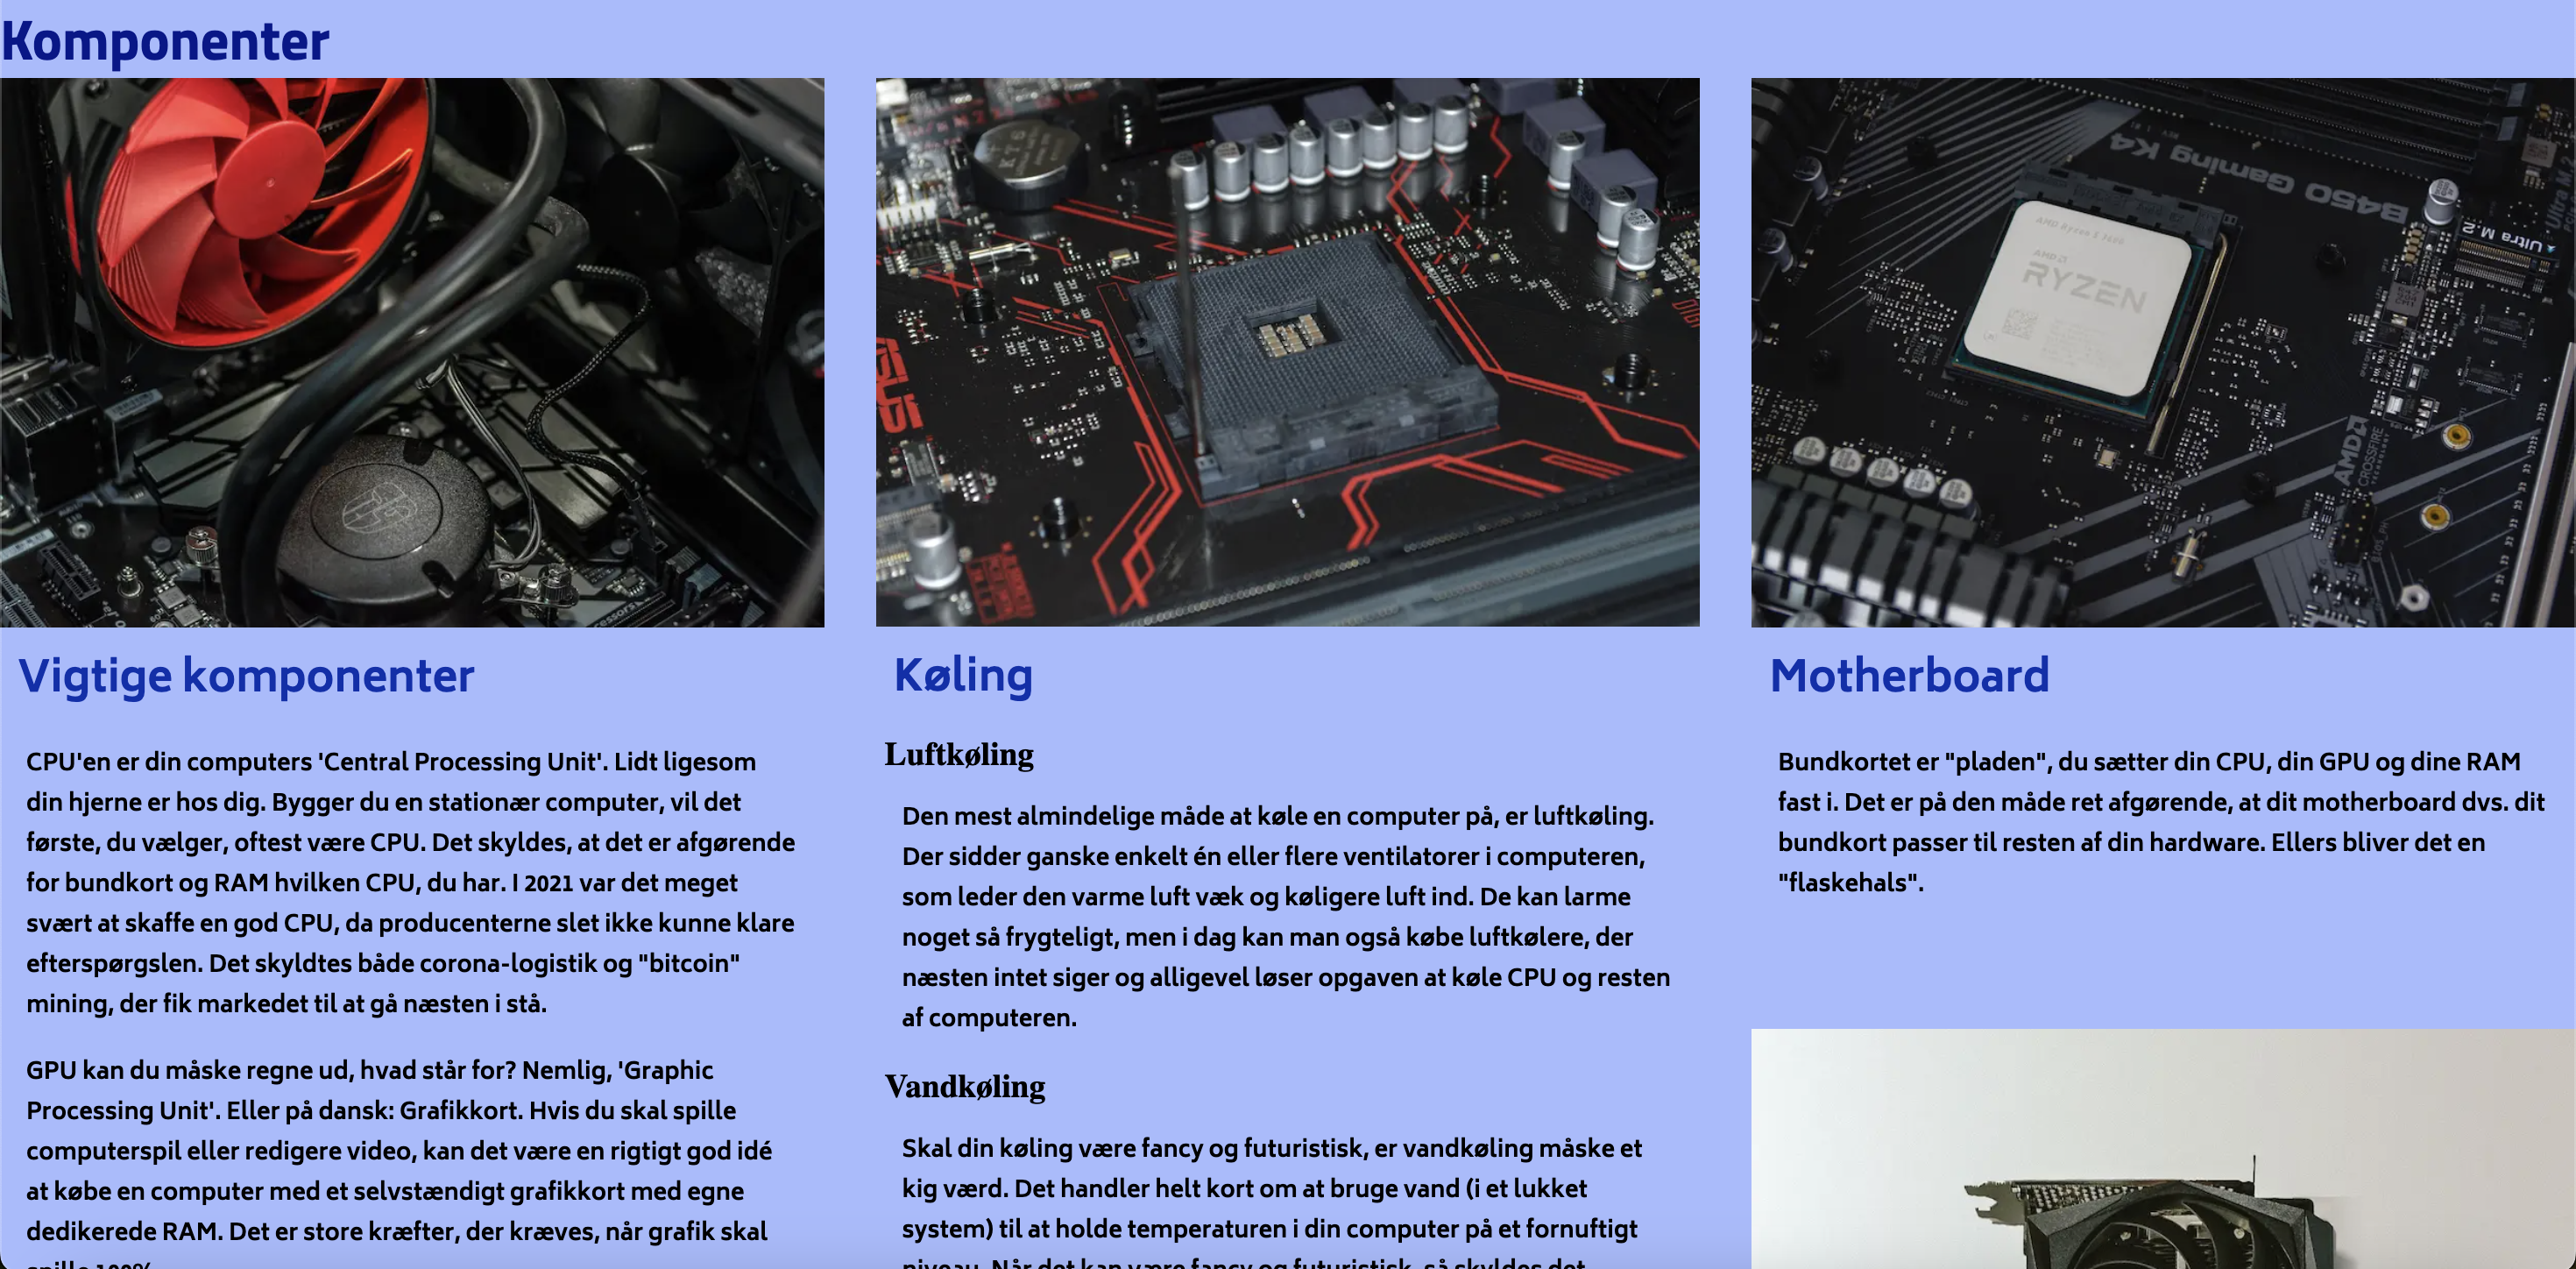 Komponenter
B450 Gaming K4
Ultra M.2
AMD
RYZEN
AMD
CROSSFIRE
Vigtige komponenter
CPU'en er din computers 'Central Processing Unit'. Lidt ligesom
din hjerne er hos dig. Bygger du en stationær computer, vil det
første, du vælger, oftest være CPU. Det skyldes, at det er afgørende
for bundkort og RAM hvilken CPU, du har. I 2021 var det meget
svært at skaffe en god CPU, da producenterne slet ikke kunne klare
efterspørgslen. Det skyldtes både corona-logistik og "bitcoin"
mining, der fik markedet til at gå næsten i stå.
GPU kan du måske regne ud, hvad står for? Nemlig, 'Graphic
Processing Unit'. Eller på dansk: Grafikkort. Hvis du skal spille
computerspil eller redigere video, kan det være en rigtigt god idé
at købe en computer med et selvstændigt grafikkort med egne
dedikerede RAM. Det er store kræfter, der kræves, når grafik skal
spille 100%
Køling
Luftkøling
Den mest almindelige måde at køle en computer på, er luftkøling.
Der sidder ganske enkelt én eller flere ventilatorer i computeren,
som leder den varme luft væk og køligere luft ind. De kan larme
noget så frygteligt, men i dag kan man også købe luftkølere, der
næsten intet siger og alligevel løser opgaven at køle CPU og resten
af computeren.
Vandkøling
Skal din køling være fancy og futuristisk, er vandkøling måske et
kig værd. Det handler helt kort om at bruge vand (i et lukket
system) til at holde temperaturen i din computer på et fornuftigt
niveau. Når det kan være fancy og futuristisk, så skyldes det
Motherboard
Bundkortet er "pladen", du sætter din CPU, din GPU og dine RAM
fast i. Det er på den måde ret afgørende, at dit motherboard dvs. dit
bundkort passer til resten af din hardware. Ellers bliver det en
"flaskehals".